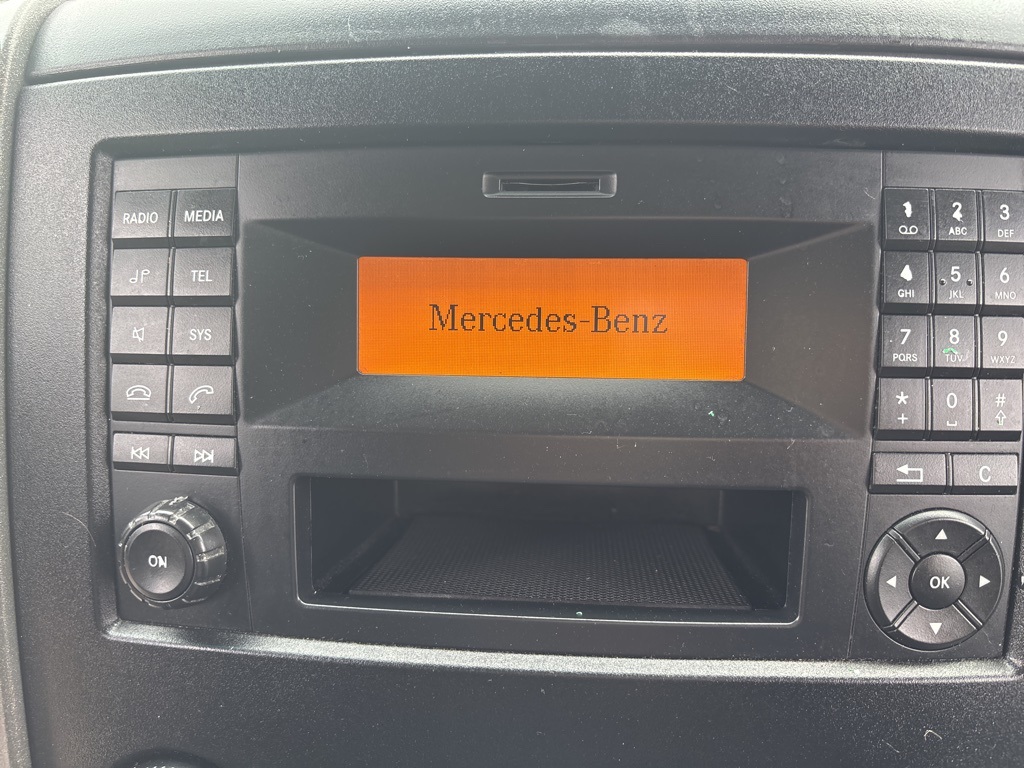 RADIO MEDIA
TEL
SYS
ON
Mercedes-Benz
1 2 ABC 3 DEF
4 GHI 5 JKL 6 MNO
7 PQRS 8 TUV 9 WXYZ
* + 0 #
C
OK